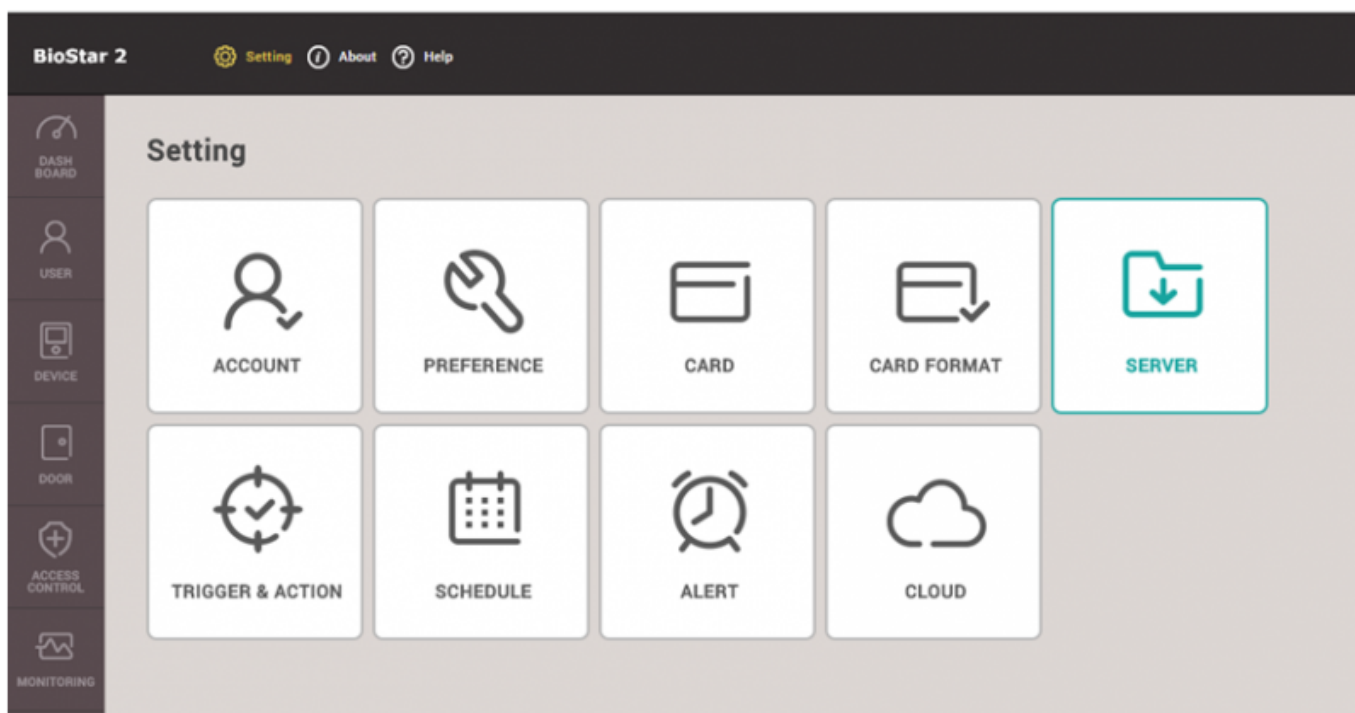 BioStar 2
Setting
About
Help
DASH
BOARD
USER
DEVICE
DOOR
ACCESS
CONTROL
MONITORING
Setting
ACCOUNT
PREFERENCE
CARD
CARD FORMAT
SERVER
TRIGGER & ACTION
SCHEDULE
ALERT
CLOUD